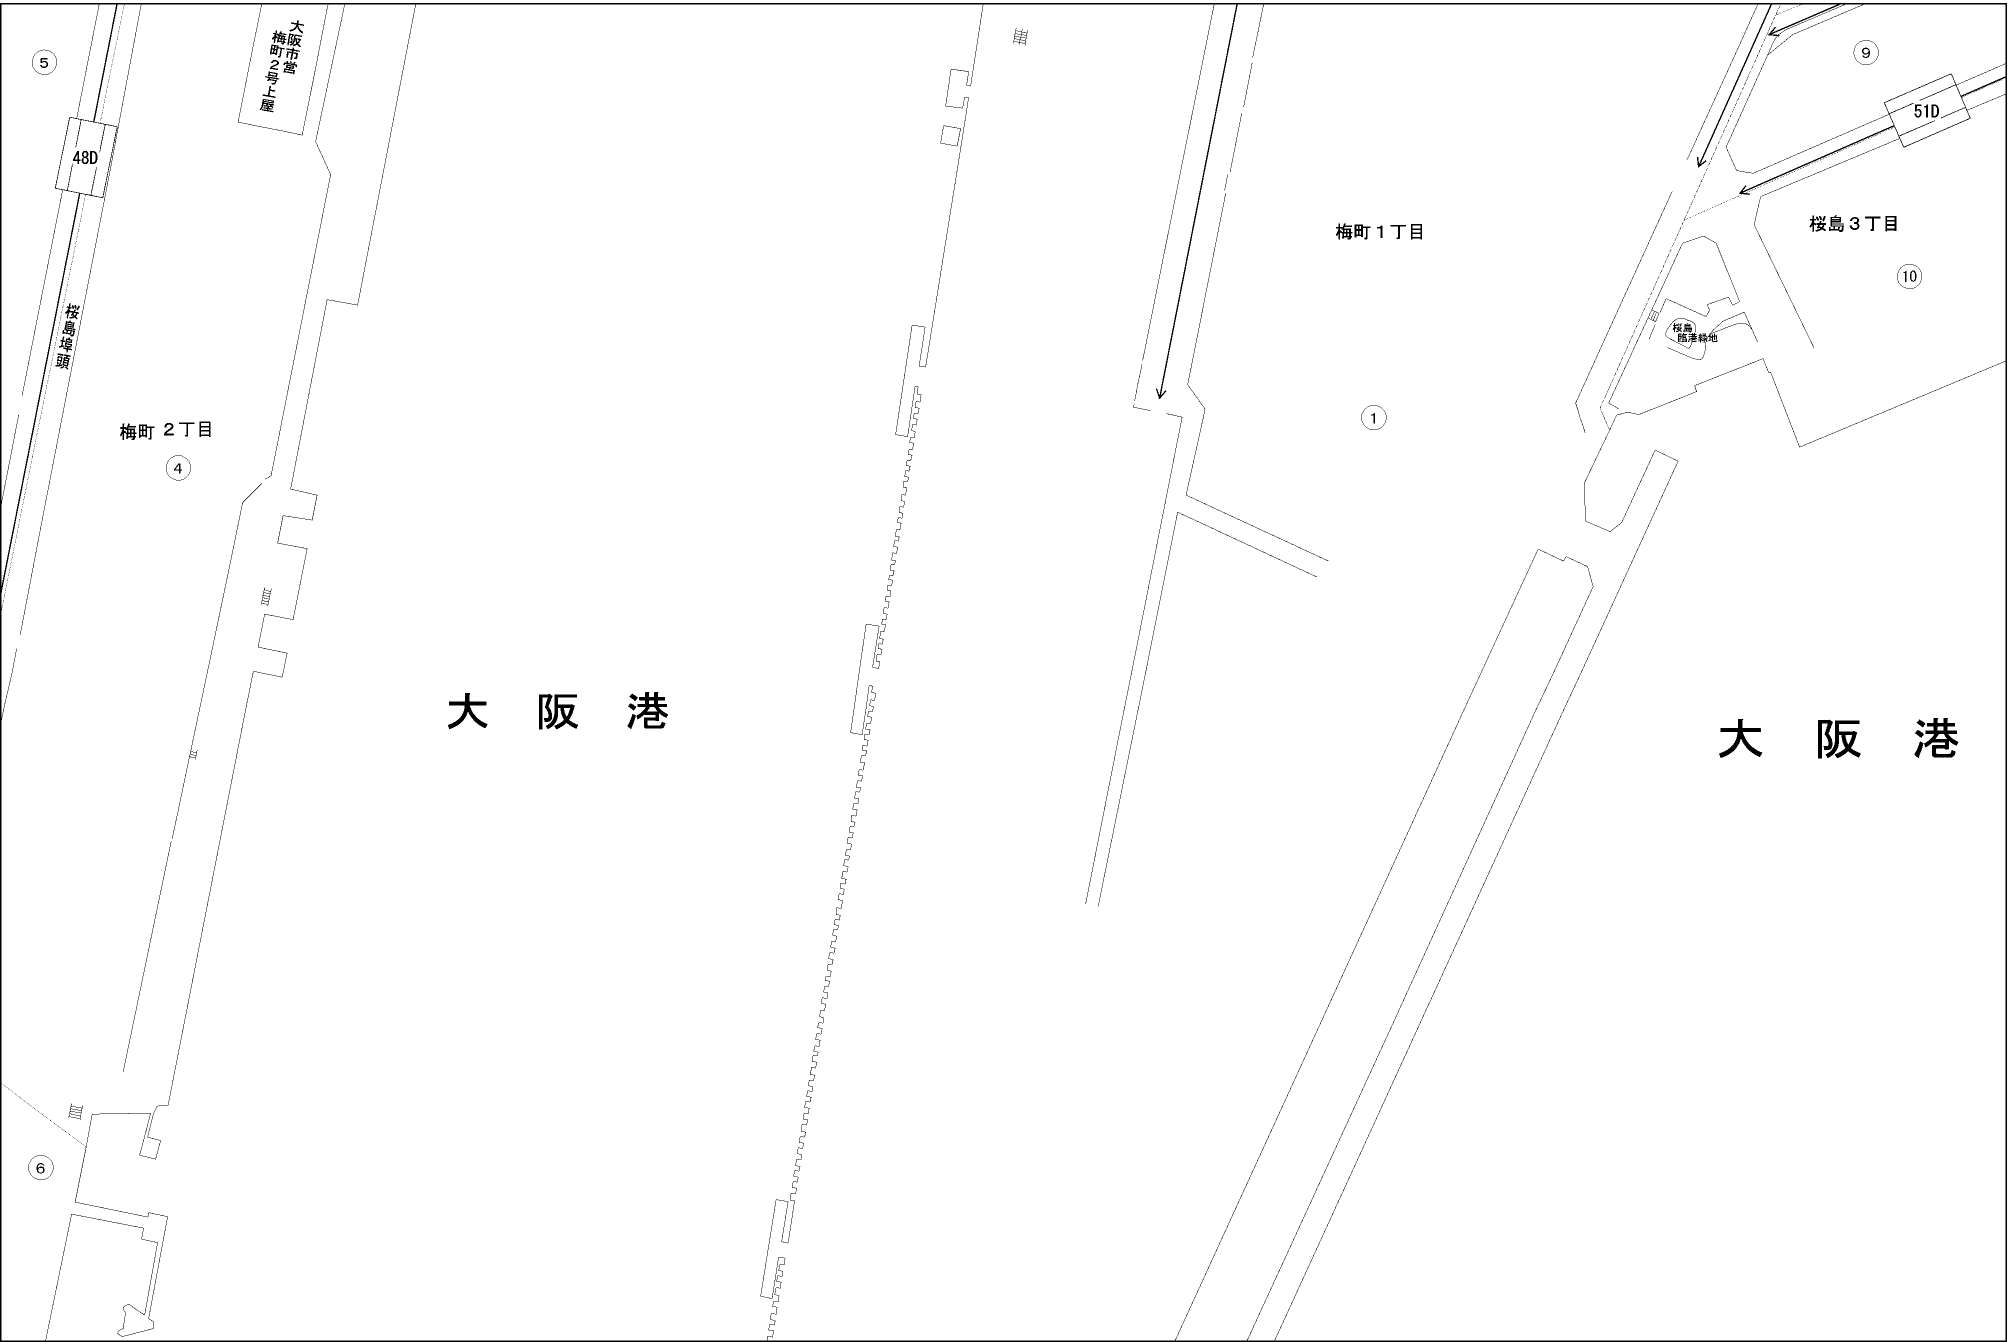 5
大阪市営
梅町2号上屋
9
51D
48D
梅町1丁目
桜島3丁目
10
桜島埠頭
桜島
臨港緑地
1
梅町 2丁目
4
大 阪 港
大 阪 港
6